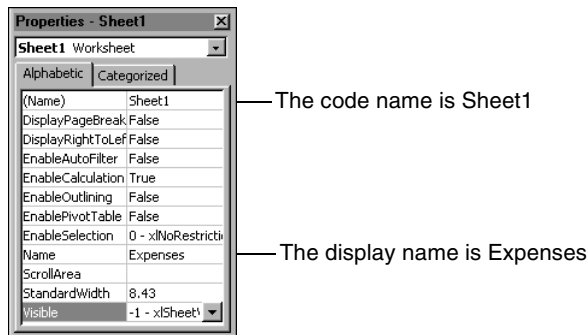 Properties - Sheet1
Sheet1 Worksheet
Alphabetic Categorized
(Name) Sheet1
The code name is Sheet1
DisplayPageBreak False
DisplayRightToLef False
EnableAutoFilter False
EnableCalculation True
EnableOutlining False
EnablePivotTable False
EnableSelection 0 - xlNoRestrictio
Name Expenses
The display name is Expenses
ScrollArea
StandardWidth 8.43
Visible -1 - xlSheet